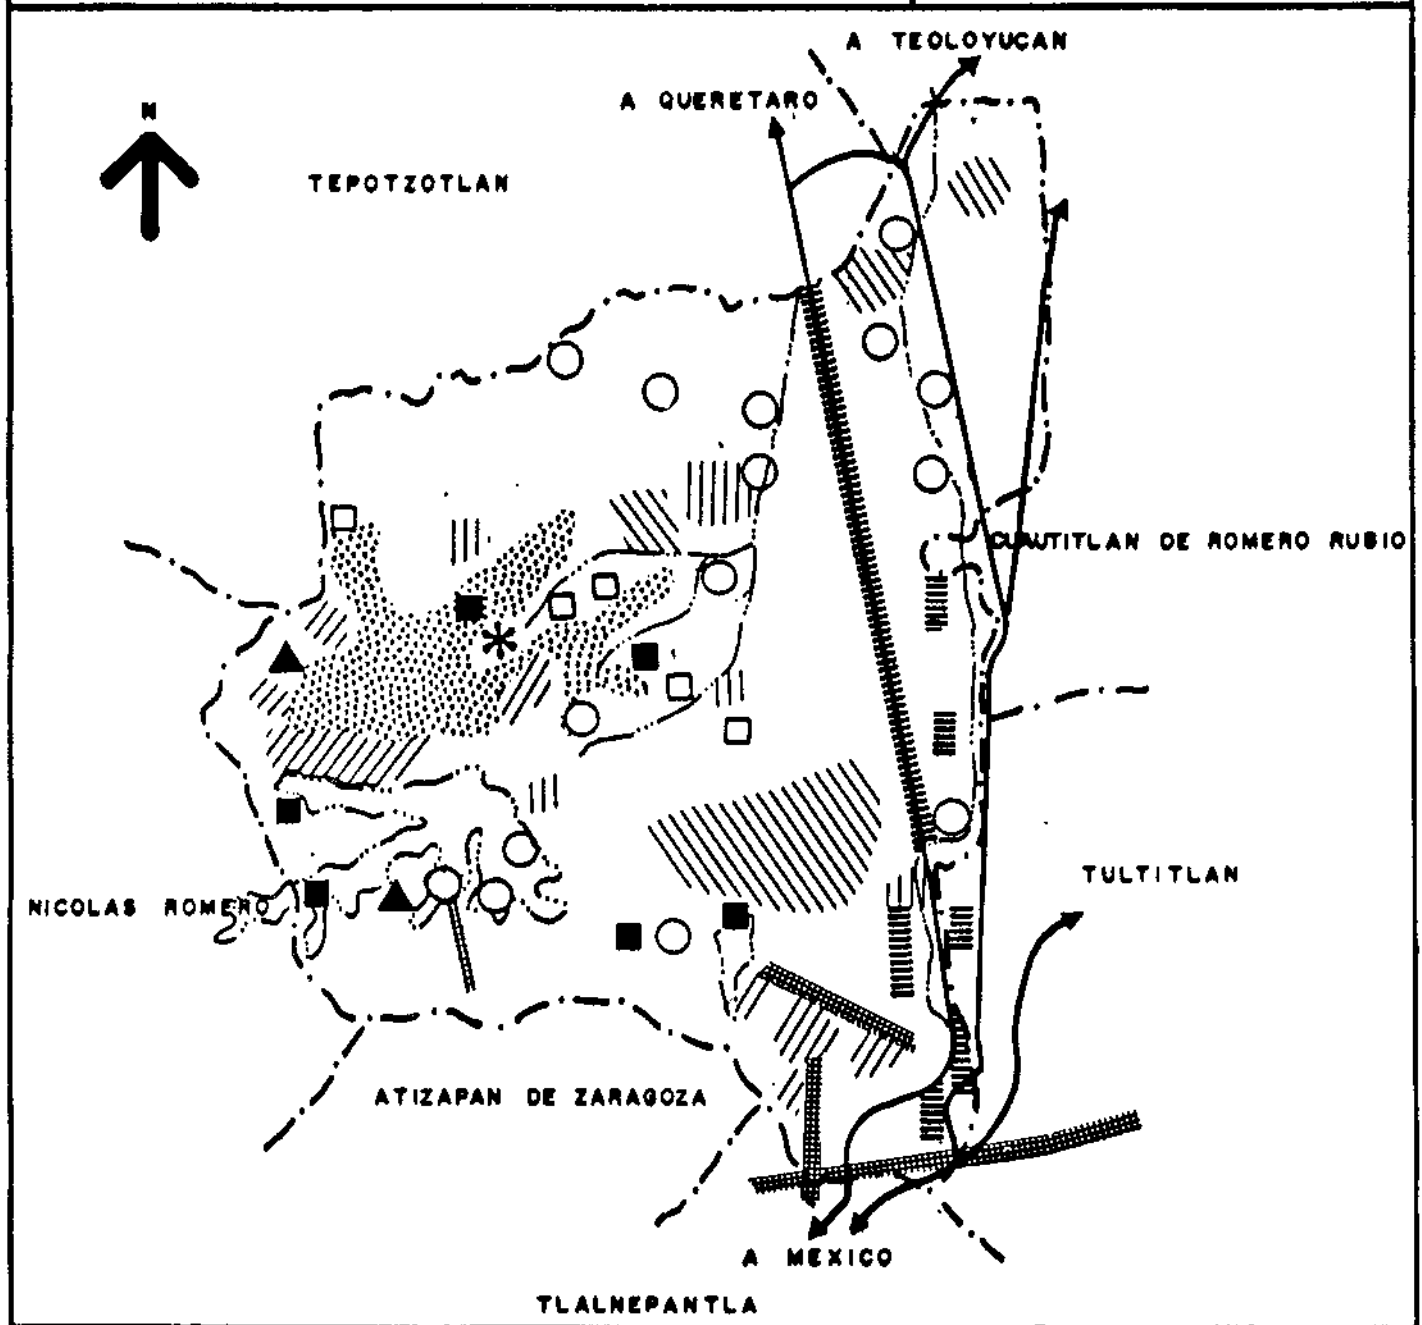 A TEOLOYUCAN
A QUERETARO
N
TEPOTZOTLAN
CUAUTITLAN DE ROMERO RUBIO
TULTITLAN
NICOLAS ROMERO
ATIZAPAN DE ZARAGOZA
A MEXICO
TLALNEPANTLA